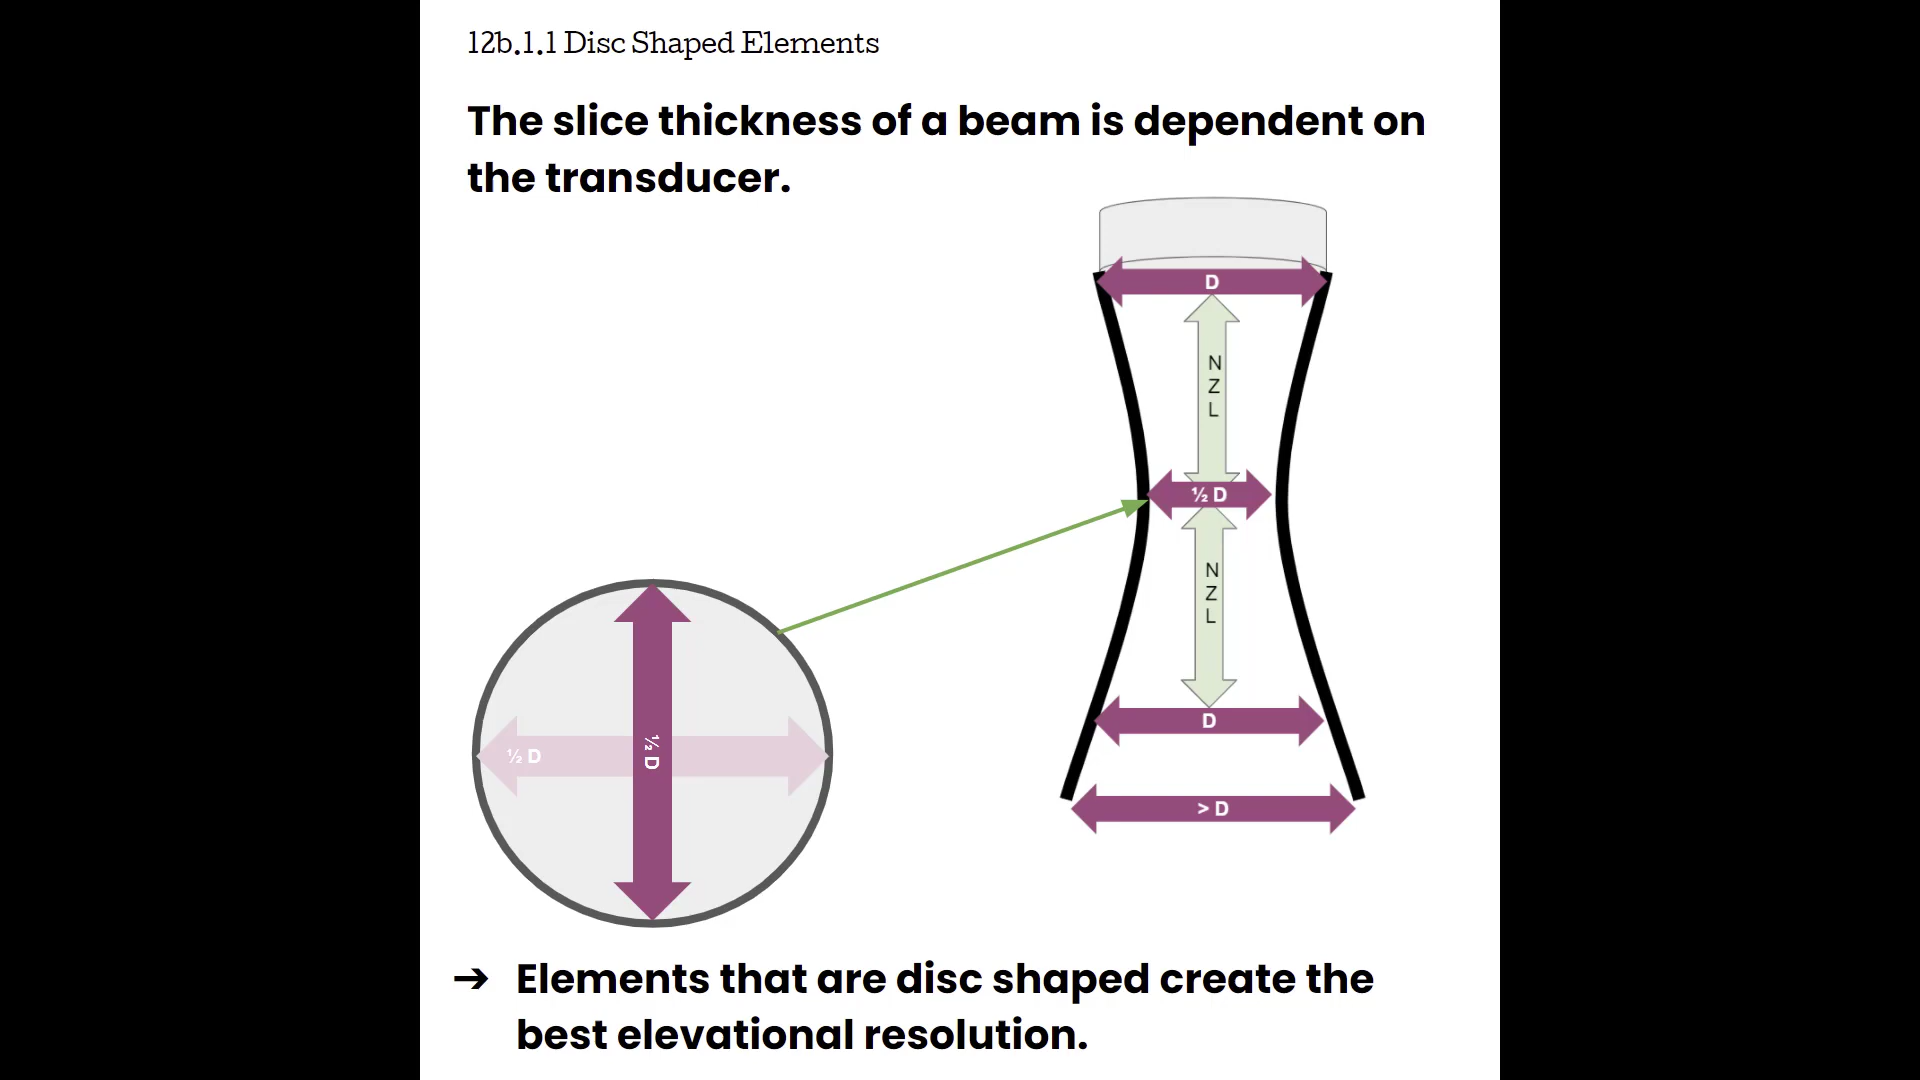 12b.1.1 Disc Shaped Elements
The slice thickness of a beam is dependent on
the transducer.
D
N
Z
L
½ D
N
Z
L
D
> D
½ D
½ D
➔ Elements that are disc shaped create the
best elevational resolution.